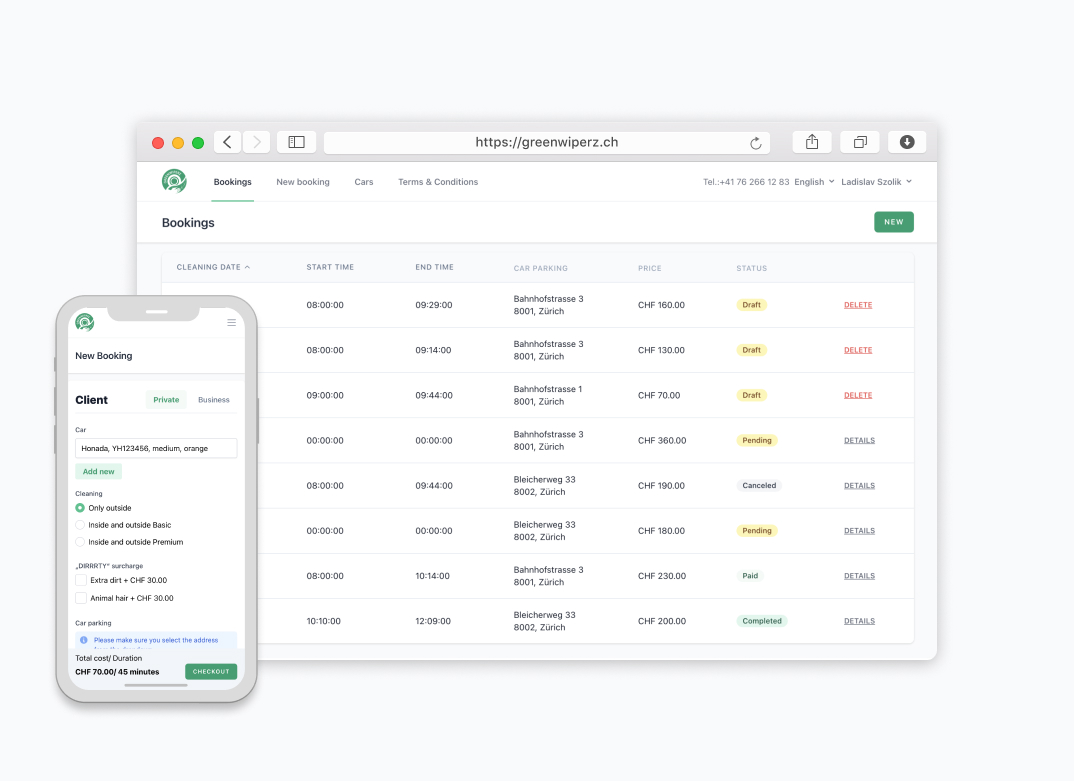 https://greenwiperz.ch
Bookings New booking Cars Terms & Conditions Tel.:+41 76 266 12 83 English Ladislav Szolik
Bookings NEW
CLEANING DATE START TIME END TIME CAR PARKING PRICE STATUS
08:00:00 09:29:00 Bahnhofstrasse 3 CHF 160.00 Draft DELETE
8001, Zürich
08:00:00 09:14:00 Bahnhofstrasse 3 CHF 130.00 Draft DELETE
8001, Zürich
09:00:00 09:44:00 Bahnhofstrasse 1 CHF 70.00 Draft DELETE
8001, Zürich
00:00:00 00:00:00 Bahnhofstrasse 3 CHF 360.00 Pending DETAILS
8001, Zürich
08:00:00 09:44:00 Bleicherweg 33 CHF 190.00 Canceled DETAILS
8002, Zürich
00:00:00 00:00:00 Bleicherweg 33 CHF 180.00 Pending DETAILS
8002, Zürich
08:00:00 10:14:00 Bahnhofstrasse 3 CHF 230.00 Paid DETAILS
8001, Zürich
10:10:00 12:09:00 Bleicherweg 33 CHF 200.00 Completed DETAILS
8002, Zürich
New Booking
Client Private Business
Car
Honada, YH123456, medium, orange
Add new
Cleaning
Only outside
Inside and outside Basic
Inside and outside Premium
„DIRRRTY“ surcharge
Extra dirt + CHF 30.00
Animal hair + CHF 30.00
Car parking
Please make sure you select the address
Total cost/ Duration
CHF 70.00/ 45 minutes CHECKOUT